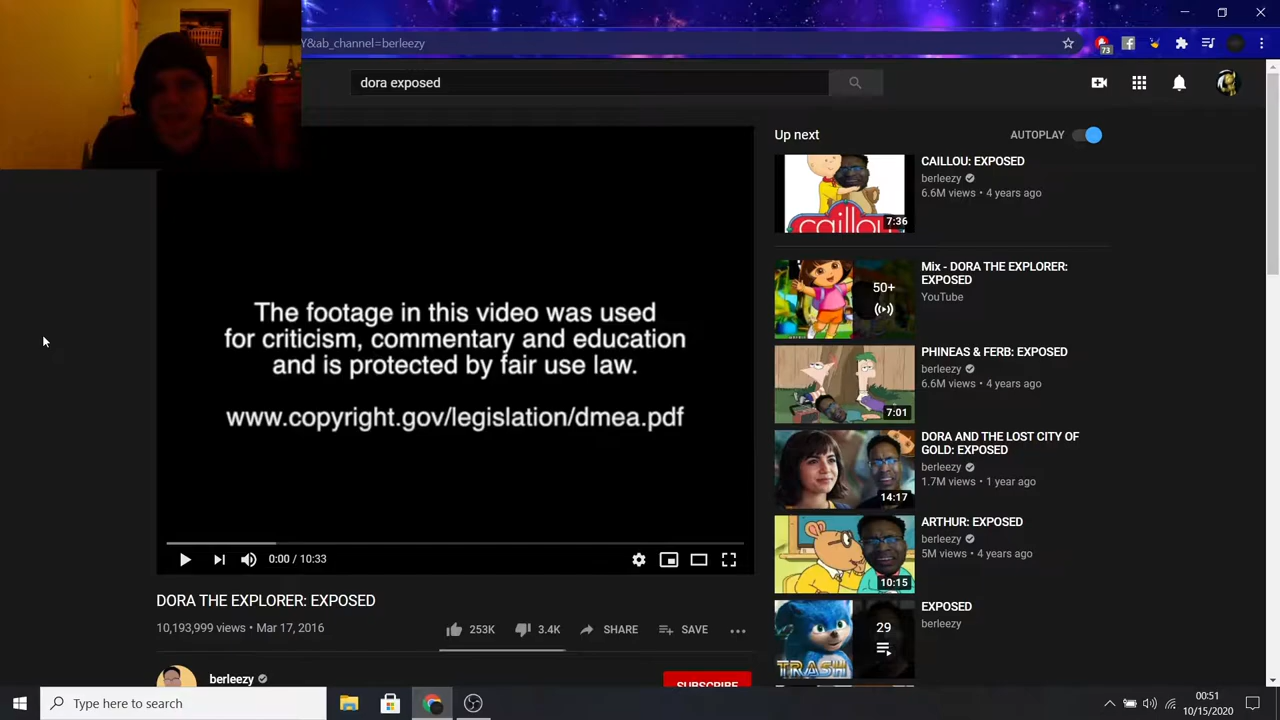 Y&ab_channel=berleezy
73
dora exposed
The footage in this video was used
for criticism, commentary and education
and is protected by fair use law.
www.copyright.gov/legislation/dmea.pdf
0:00 / 10:33
DORA THE EXPLORER: EXPOSED
10,193,999 views • Mar 17, 2016
253K
3.4K
SHARE
SAVE
berleezy
SUBSCRIBE
Up next
AUTOPLAY
caillou
7:36
CAILLOU: EXPOSED
berleezy
6.6M views • 4 years ago
50+
Mix - DORA THE EXPLORER:
EXPOSED
YouTube
7:01
PHINEAS & FERB: EXPOSED
berleezy
6.6M views • 4 years ago
14:17
DORA AND THE LOST CITY OF
GOLD: EXPOSED
berleezy
1.7M views • 1 year ago
10:15
ARTHUR: EXPOSED
berleezy
5M views • 4 years ago
TRASH
29
EXPOSED
berleezy
Type here to search
00:51
10/15/2020